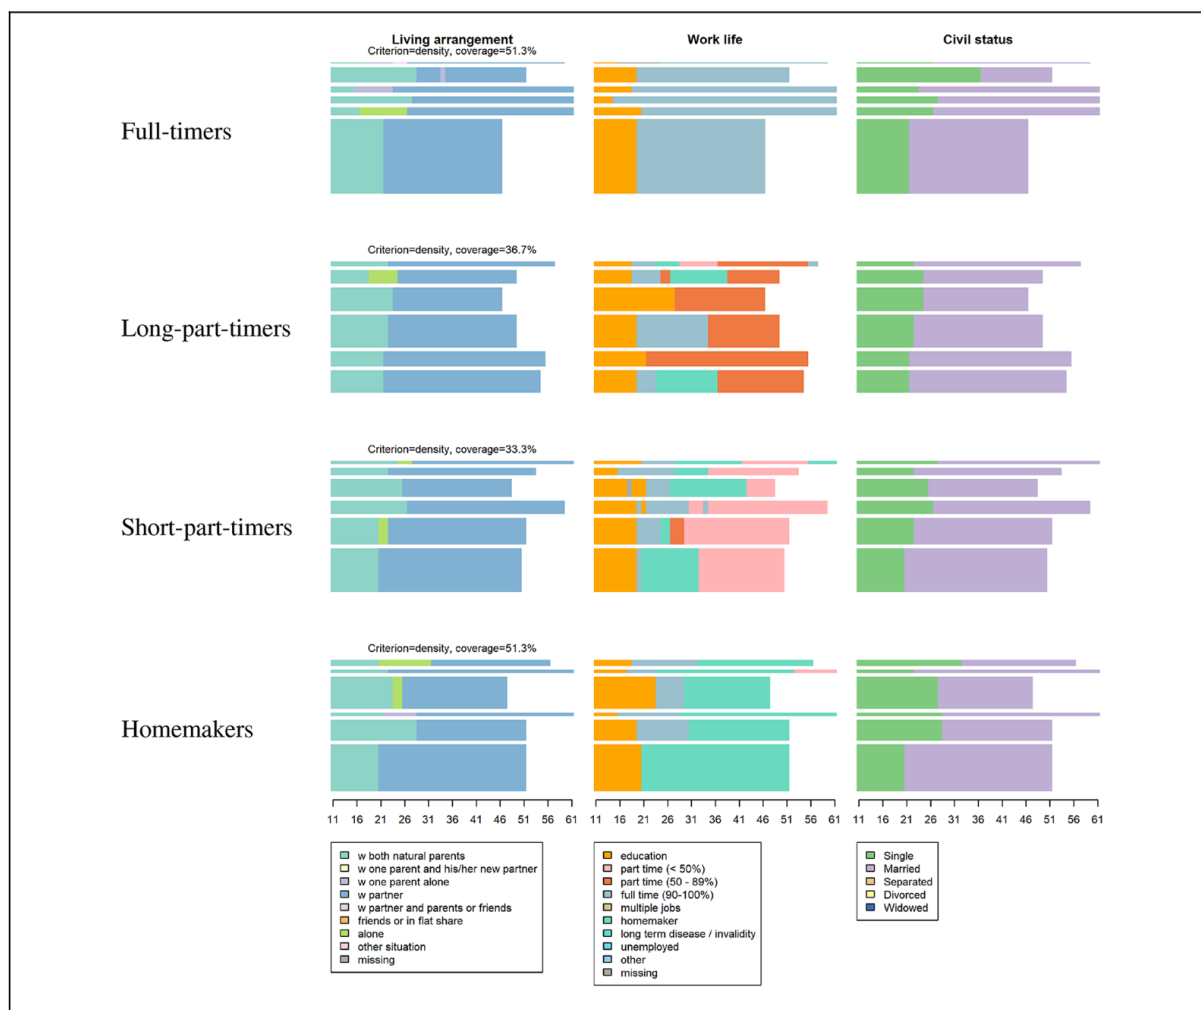 Living arrangement
Work life
Civil status
Criterion=density, coverage=51.3%
Full-timers
Criterion=density, coverage=36.7%
Long-part-timers
Criterion=density, coverage=33.3%
Short-part-timers
Criterion=density, coverage=51.3%
Homemakers
11 16 21 26 31 36 41 46 51 56 61
11 16 21 26 31 36 41 46 51 56 61
11 16 21 26 31 36 41 46 51 56 61
w both natural parents
w one parent and his/her new partner
w one parent alone
w partner
w partner and parents or friends
friends or in flat share
alone
other situation
missing
education
part time (< 50%)
part time (50 - 89%)
full time (90-100%)
multiple jobs
homemaker
long term disease / invalidity
unemployed
other
missing
Single
Married
Separated
Divorced
Widowed